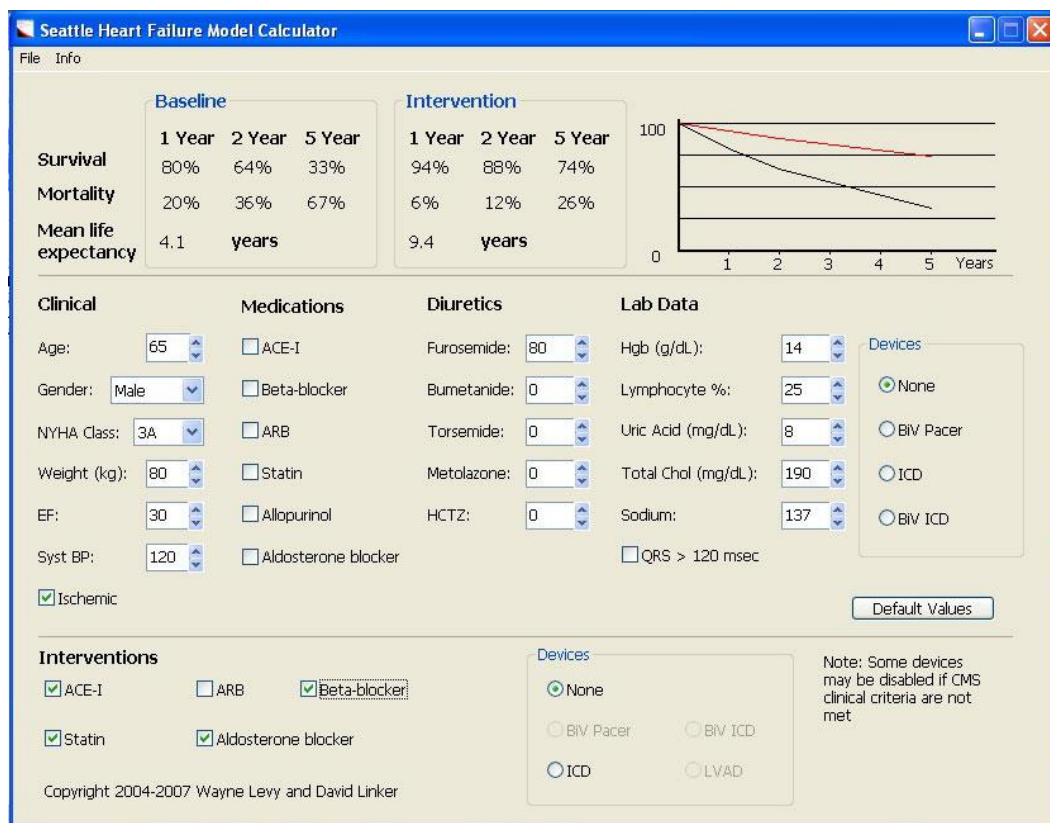 Seattle Heart Failure Model Calculator
File Info
Baseline
Intervention
1 Year 2 Year 5 Year
1 Year 2 Year 5 Year
100
Survival 80% 64% 33% 94% 88% 74%
Mortality 20% 36% 67% 6% 12% 26%
Mean life
expectancy 4.1 years 9.4 years
0
1 2 3 4 5 Years
Clinical
Age: 65
Gender: Male
NYHA Class: 3A
Weight (kg): 80
EF: 30
Syst BP: 120
Ischemic
Medications
ACE-I
Beta-blocker
ARB
Statin
Allopurinol
Aldosterone blocker
Diuretics
Furosemide: 80
Bumetanide: 0
Torsemide: 0
Metolazone: 0
HCTZ: 0
Lab Data
Hgb (g/dL): 14
Lymphocyte %: 25
Uric Acid (mg/dL): 8
Total Chol (mg/dL): 190
Sodium: 137
QRS > 120 msec
Devices
None
BiV Pacer
ICD
BiV ICD
Default Values
Interventions
ACE-I ARB Beta-blocker
Statin Aldosterone blocker
Copyright 2004-2007 Wayne Levy and David Linker
Devices
None
BiV Pacer BiV ICD
ICD LVAD
Note: Some devices
may be disabled if CMS
clinical criteria are not
met